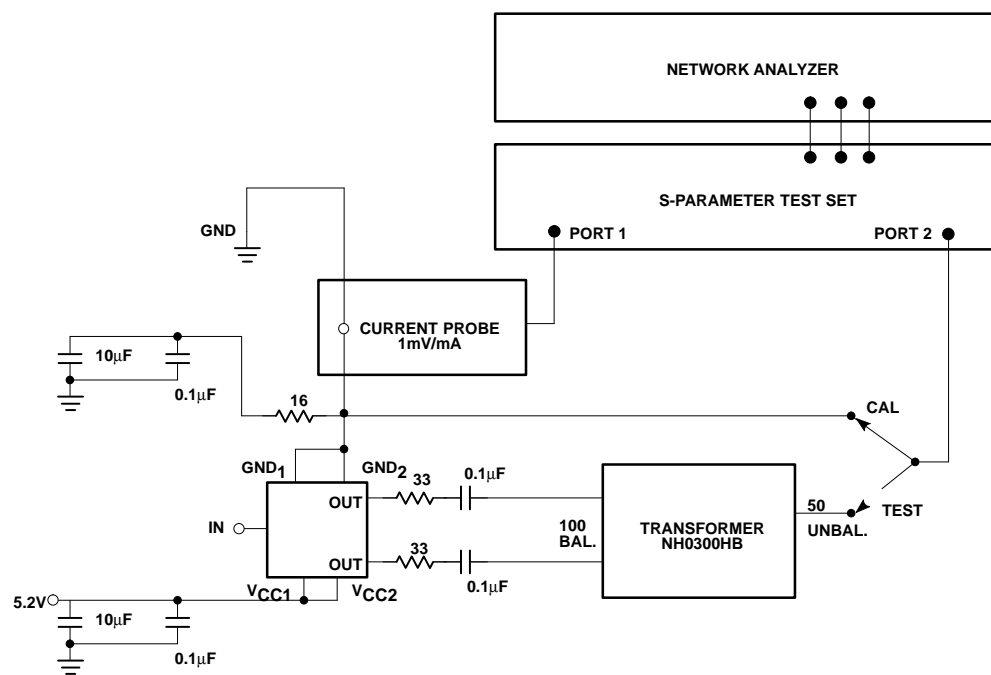 NETWORK ANALYZER
S-PARAMETER TEST SET
PORT 1
PORT 2
GND
CURRENT PROBE
1mV/mA
10μF
0.1μF
16
CAL
GND1
GND2
33
0.1μF
OUT
IN
100
BAL.
TRANSFORMER
NH0300HB
50
UNBAL.
TEST
OUT
33
0.1μF
VCC1
VCC2
5.2V
10μF
0.1μF